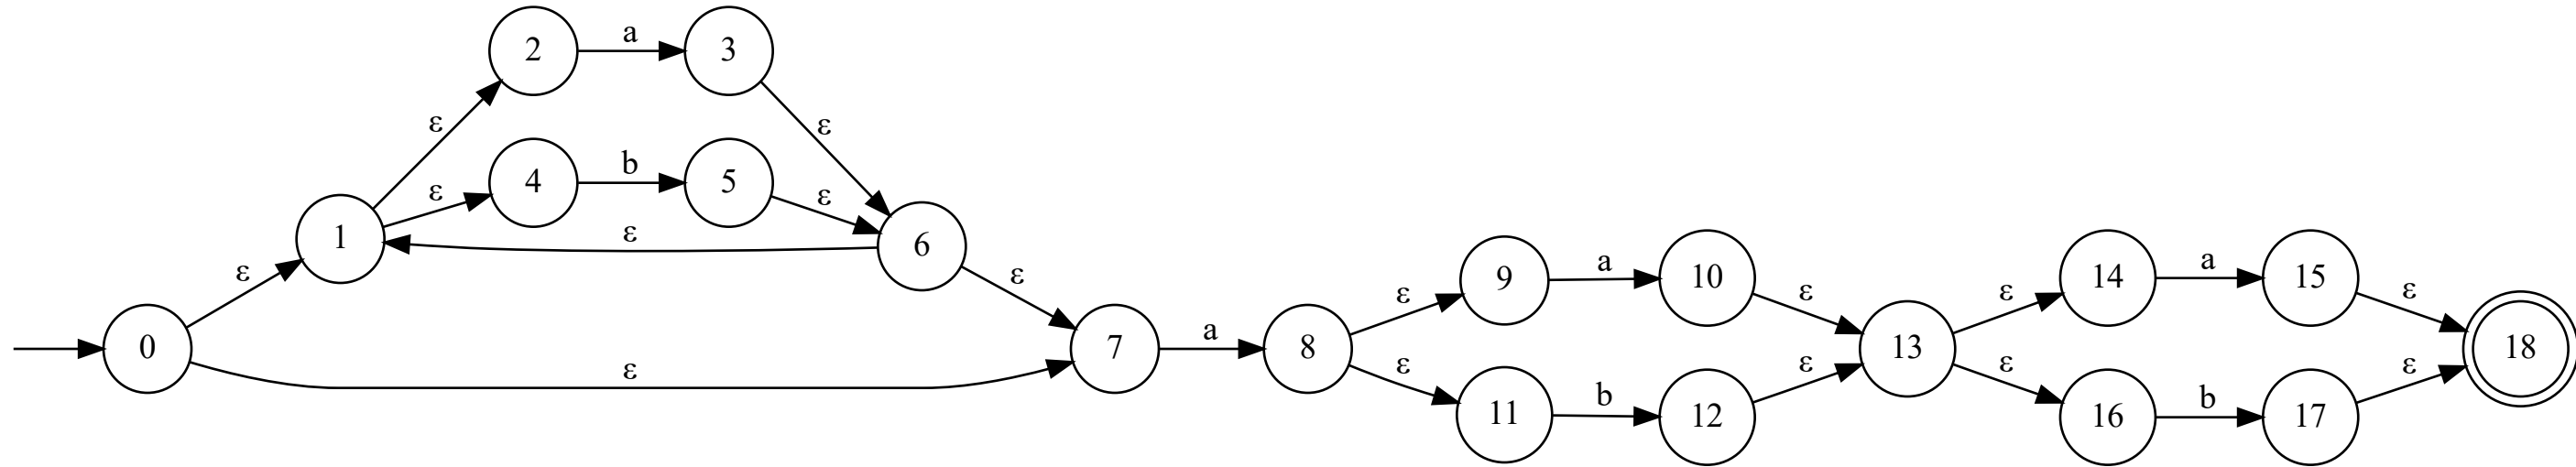 2 a 3
ε ε
4 b 5
ε ε
1 ε 6
ε ε
9 a 10 14 a 15
ε ε ε ε
0 ε 7 a 8 13 18
ε ε ε ε
11 b 12 16 b 17